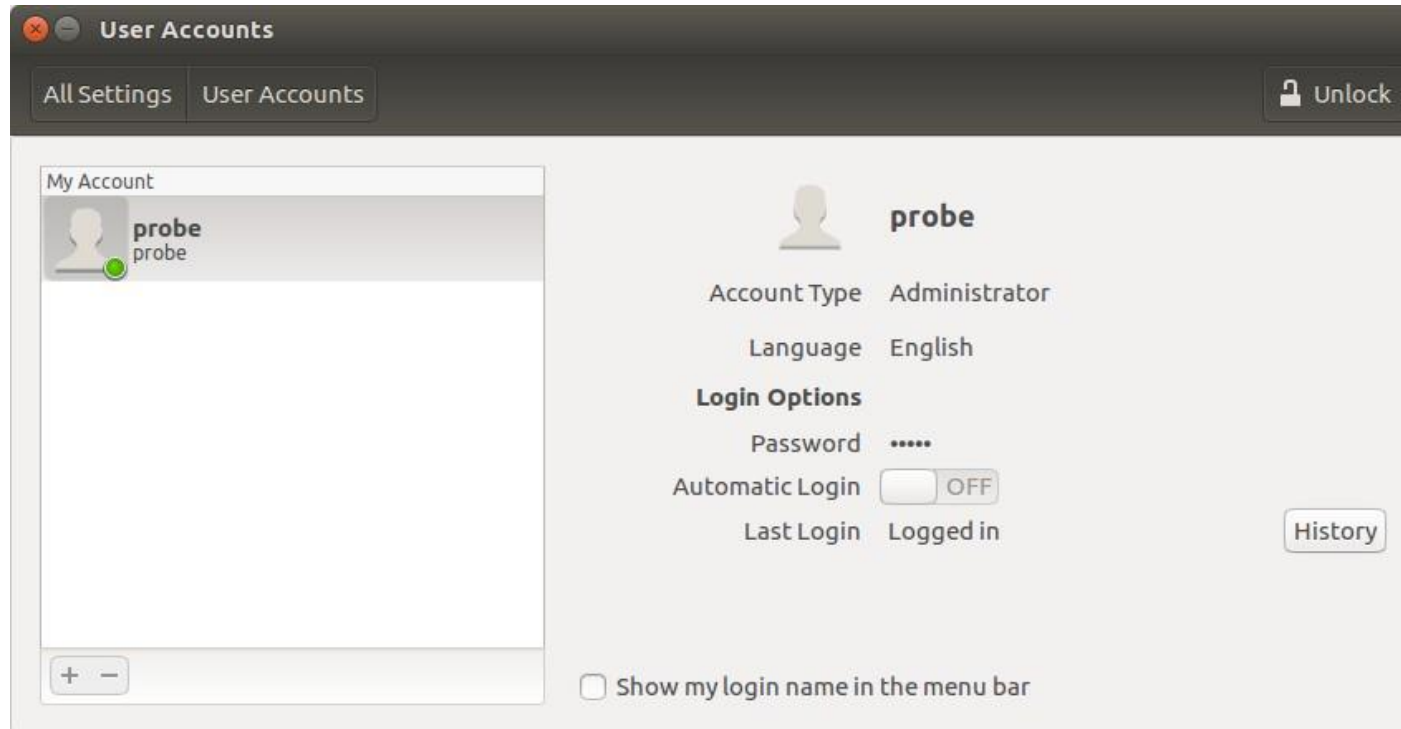 User Accounts
All Settings User Accounts Unlock
My Account
probe
probe
probe
Account Type Administrator
Language English
Login Options
Password •••••
Automatic Login OFF
Last Login Logged in History
+ −
Show my login name in the menu bar